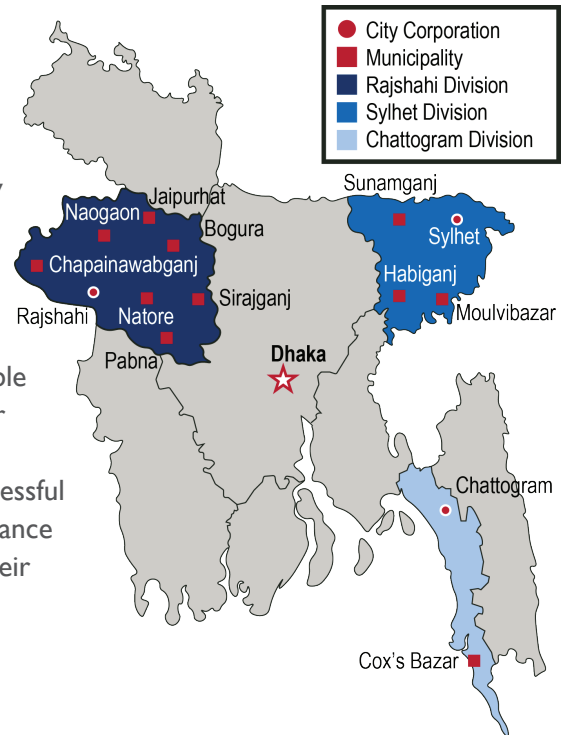 City Corporation
Municipality
Rajshahi Division
Sylhet Division
Chattogram Division
Sunamganj
Jaipurhat
Naogaon
Bogura
Sylhet
Chapainawabganj
Habiganj
Sirajganj
Moulvibazar
Rajshahi
Natore
Pabna
Dhaka
ble
r
essful
Chattogram
ance
eir
Cox's Bazar